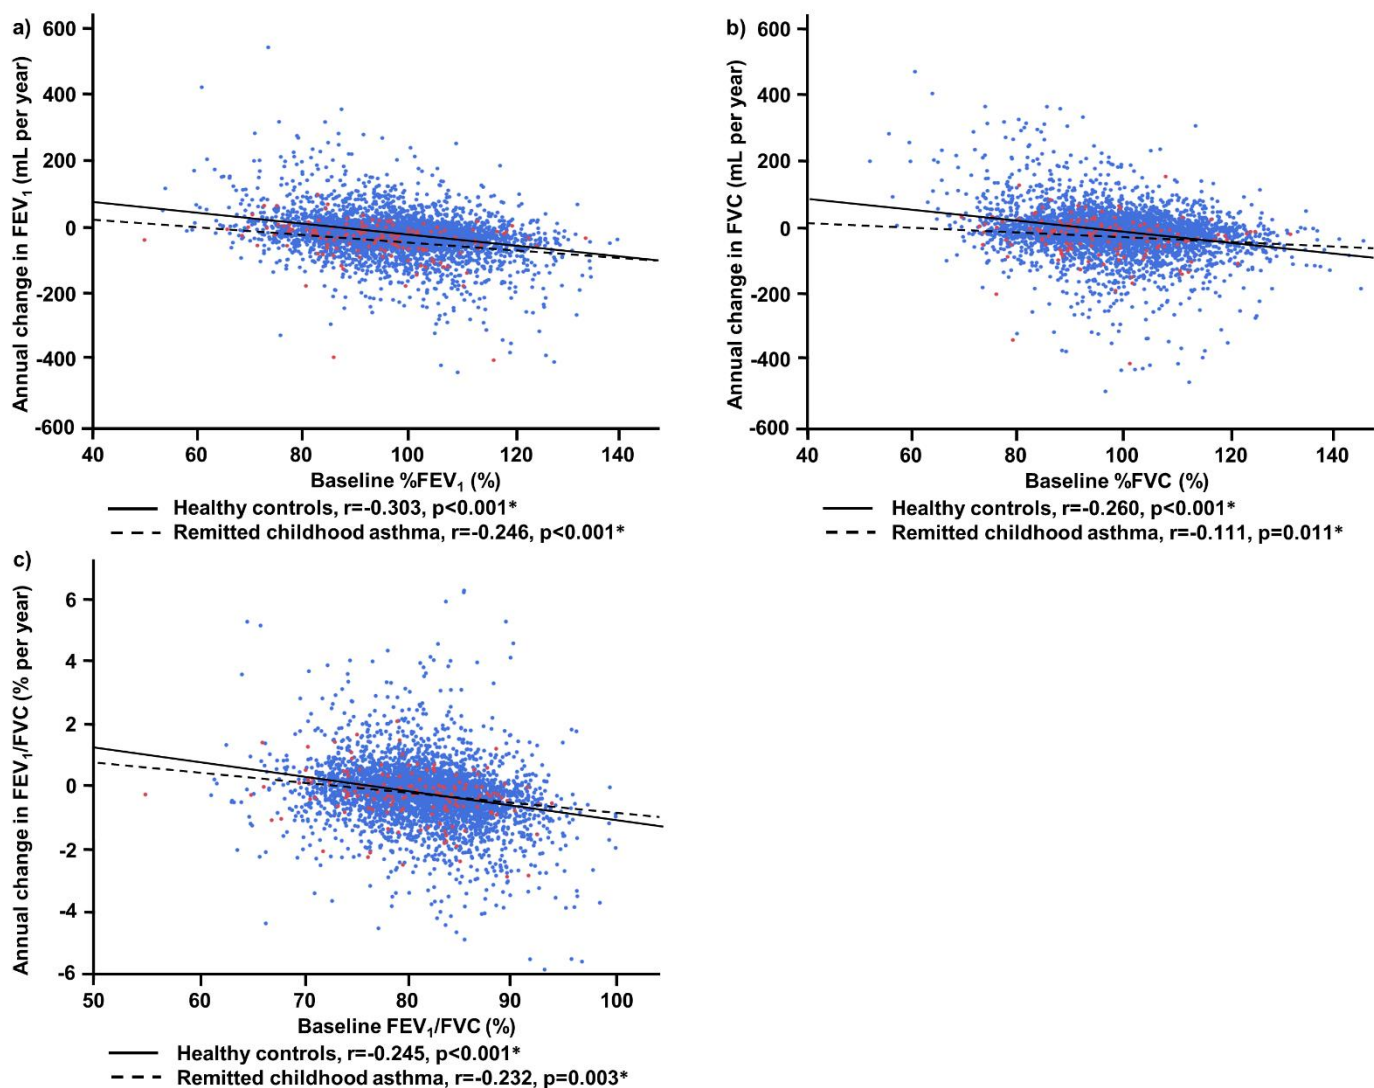 a)
Annual change in FEV₁ (mL per year)
600
400
200
0
-200
-400
-600
40 60 80 100 120 140
Baseline %FEV₁ (%)
Healthy controls, r=-0.303, p<0.001*
Remitted childhood asthma, r=-0.246, p<0.001*
b)
Annual change in FVC (mL per year)
600
400
200
0
-200
-400
-600
40 60 80 100 120 140
Baseline %FVC (%)
Healthy controls, r=-0.260, p<0.001*
Remitted childhood asthma, r=-0.111, p=0.011*
c)
Annual change in FEV₁/FVC (% per year)
6
4
2
0
-2
-4
-6
50 60 70 80 90 100
Baseline FEV₁/FVC (%)
Healthy controls, r=-0.245, p<0.001*
Remitted childhood asthma, r=-0.232, p=0.003*